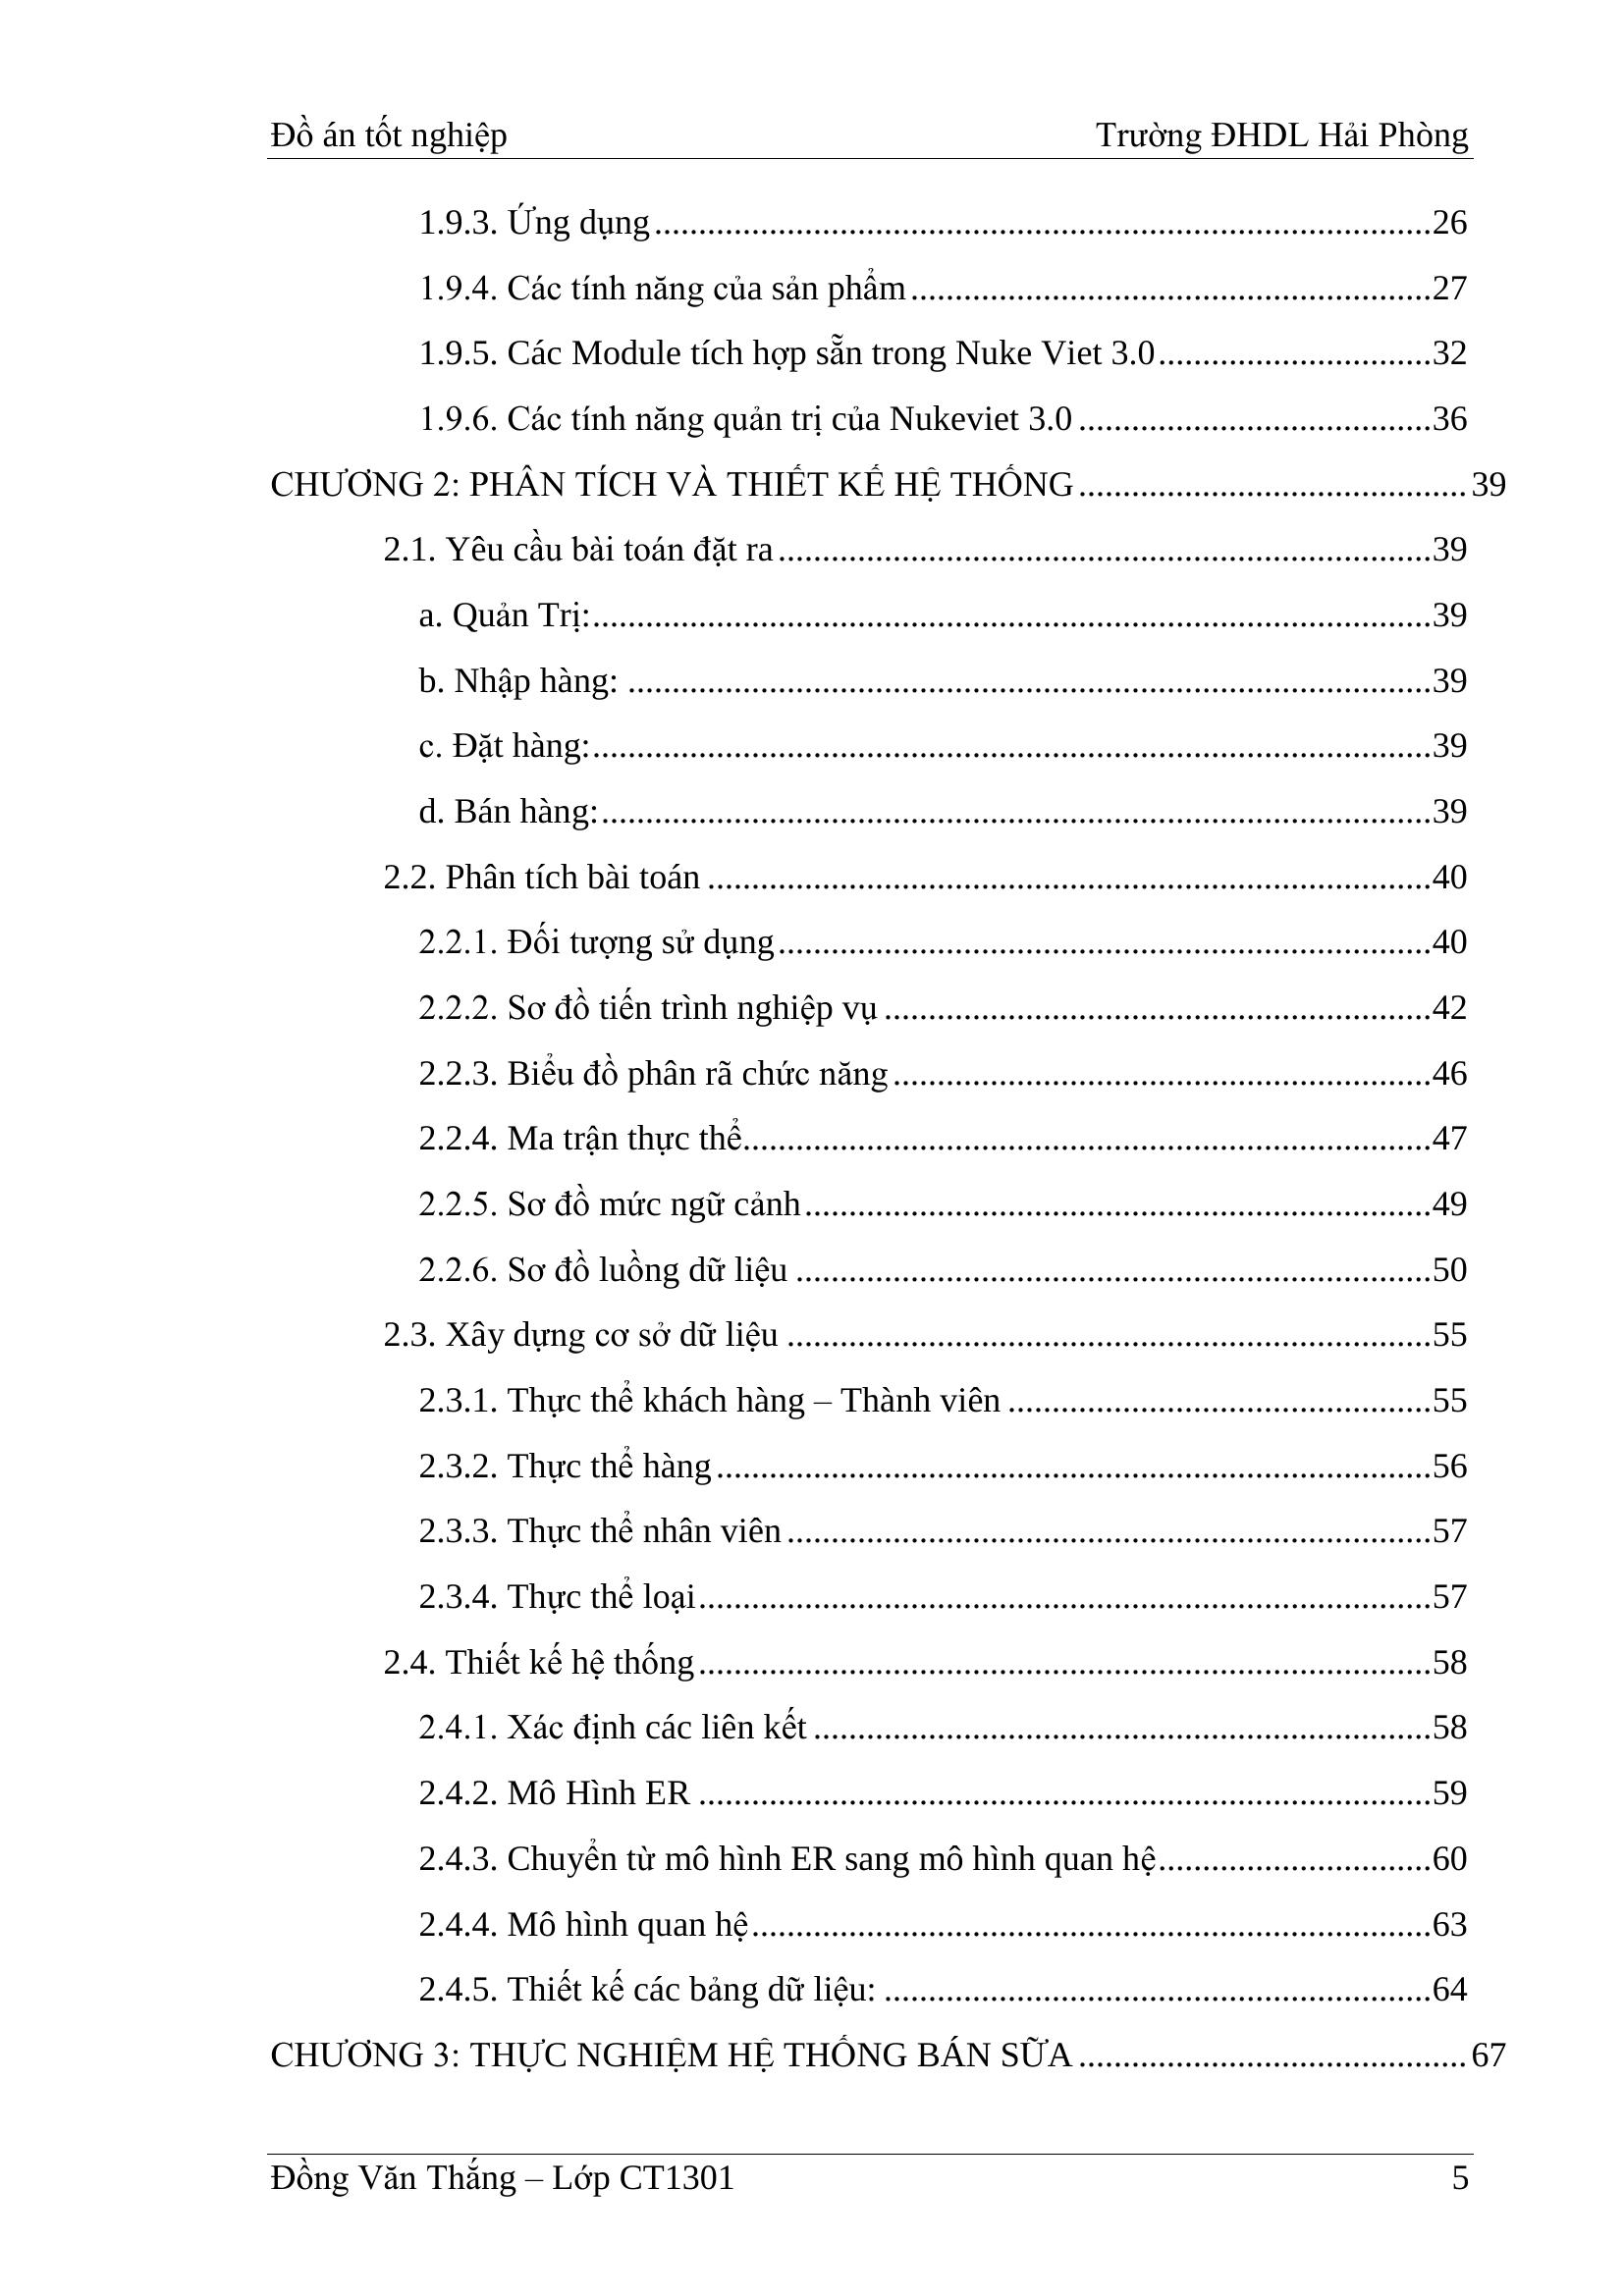 Đồ án tốt nghiệp Trường ĐHDL Hải Phòng
1.9.3. Ứng dụng........................................................................................26
1.9.4. Các tính năng của sản phẩm...........................................................27
1.9.5. Các Module tích hợp sẵn trong Nuke Viet 3.0...............................32
1.9.6. Các tính năng quản trị của Nukeviet 3.0 ........................................36
CHƯƠNG 2: PHÂN TÍCH VÀ THIẾT KẾ HỆ THỐNG............................................ 39
2.1. Yêu cầu bài toán đặt ra..........................................................................39
a. Quản Trị:...............................................................................................39
b. Nhập hàng: ...........................................................................................39
c. Đặt hàng:...............................................................................................39
d. Bán hàng:..............................................................................................39
2.2. Phân tích bài toán ..................................................................................40
2.2.1. Đối tượng sử dụng..........................................................................40
2.2.2. Sơ đồ tiến trình nghiệp vụ ..............................................................42
2.2.3. Biểu đồ phân rã chức năng.............................................................46
2.2.4. Ma trận thực thể..............................................................................47
2.2.5. Sơ đồ mức ngữ cảnh.......................................................................49
2.2.6. Sơ đồ luồng dữ liệu ........................................................................50
2.3. Xây dựng cơ sở dữ liệu .........................................................................55
2.3.1. Thực thể khách hàng – Thành viên ................................................55
2.3.2. Thực thể hàng.................................................................................56
2.3.3. Thực thể nhân viên.........................................................................57
2.3.4. Thực thể loại...................................................................................57
2.4. Thiết kế hệ thống...................................................................................58
2.4.1. Xác định các liên kết ......................................................................58
2.4.2. Mô Hình ER ...................................................................................59
2.4.3. Chuyển từ mô hình ER sang mô hình quan hệ...............................60
2.4.4. Mô hình quan hệ.............................................................................63
2.4.5. Thiết kế các bảng dữ liệu: ..............................................................64
CHƯƠNG 3: THỰC NGHIỆM HỆ THỐNG BÁN SỮA............................................ 67
Đồng Văn Thắng – Lớp CT1301 5